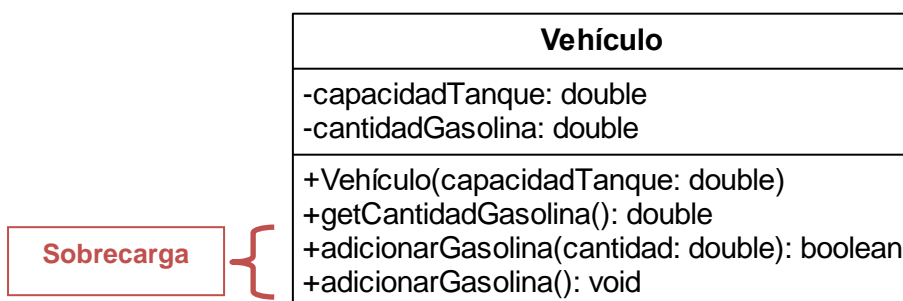 Vehículo
-capacidadTanque: double
-cantidadGasolina: double
+Vehículo(capacidadTanque: double)
+getCantidadGasolina(): double
Sobrecarga
+adicionarGasolina(cantidad: double): boolean
+adicionarGasolina(): void